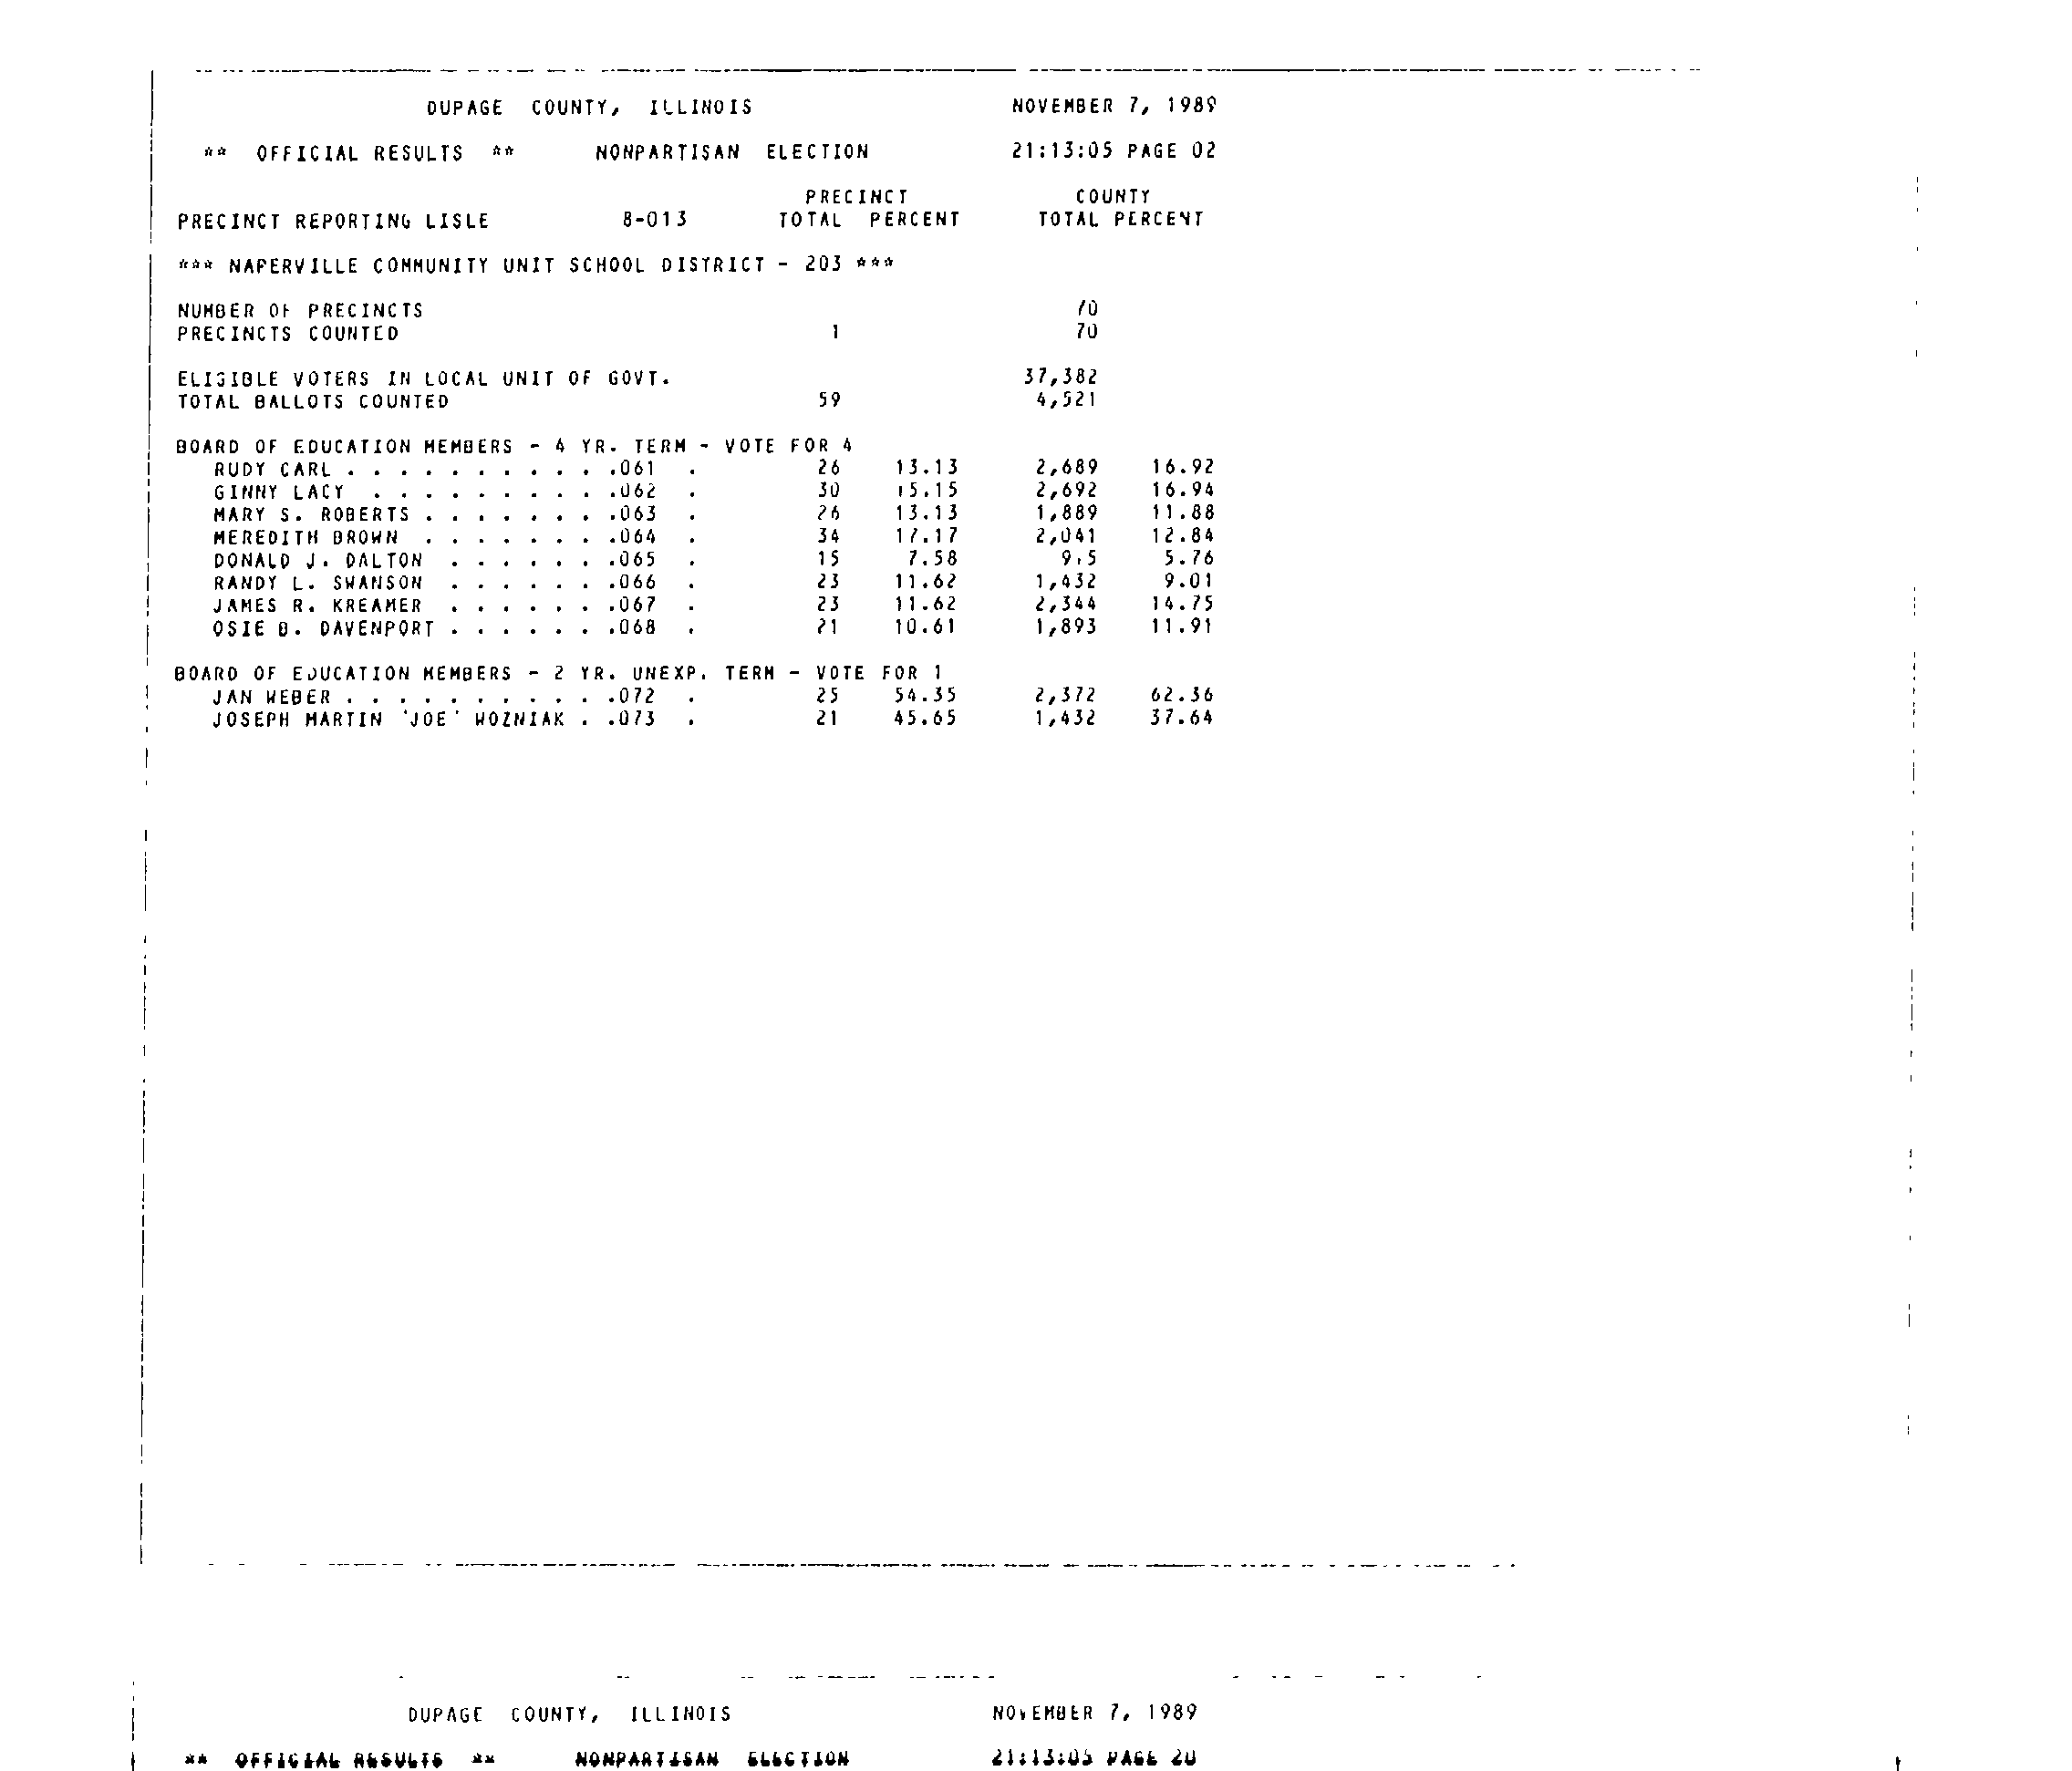 DUPAGE COUNTY, ILLINOIS NOVEMBER 7, 1989
** OFFICIAL RESULTS ** NONPARTISAN ELECTION 21:13:05 PAGE 02
PRECINCT COUNTY
PRECINCT REPORTING LISLE 8-013 TOTAL PERCENT TOTAL PERCENT
*** NAPERVILLE COMMUNITY UNIT SCHOOL DISTRICT - 203 ***
NUMBER OF PRECINCTS 70
PRECINCTS COUNTED 1 70
ELIGIBLE VOTERS IN LOCAL UNIT OF GOVT. 37,382
TOTAL BALLOTS COUNTED 59 4,521
BOARD OF EDUCATION MEMBERS - 4 YR. TERM - VOTE FOR 4
RUDY CARL . . . . . . . . . . .061 . 26 13.13 2,689 16.92
GINNY LACY . . . . . . . . . .062 . 30 15.15 2,692 16.94
MARY S. ROBERTS . . . . . . . .063 . 26 13.13 1,889 11.88
MEREDITH BROWN . . . . . . . .064 . 34 17.17 2,041 12.84
DONALD J. DALTON . . . . . . .065 . 15 7.58 5.76
RANDY L. SWANSON . . . . . . .066 . 23 11.62 1,432 9.01
JAMES R. KREAMER . . . . . . .067 . 23 11.62 2,344 14.75
OSIE B. DAVENPORT . . . . . . .068 . 21 10.61 1,893 11.91
BOARD OF EDUCATION MEMBERS - 2 YR. UNEXP. TERM - VOTE FOR 1
JAN WEBER . . . . . . . . . . .072 . 25 54.35 2,372 62.36
JOSEPH MARTIN 'JOE' WOZNIAK . .073 . 21 45.65 1,432 37.64
DUPAGE COUNTY, ILLINOIS NOVEMBER 7, 1989
** OFFICIAL RESULTS ** NONPARTISAN ELECTION 21:13:05 PAGE 20